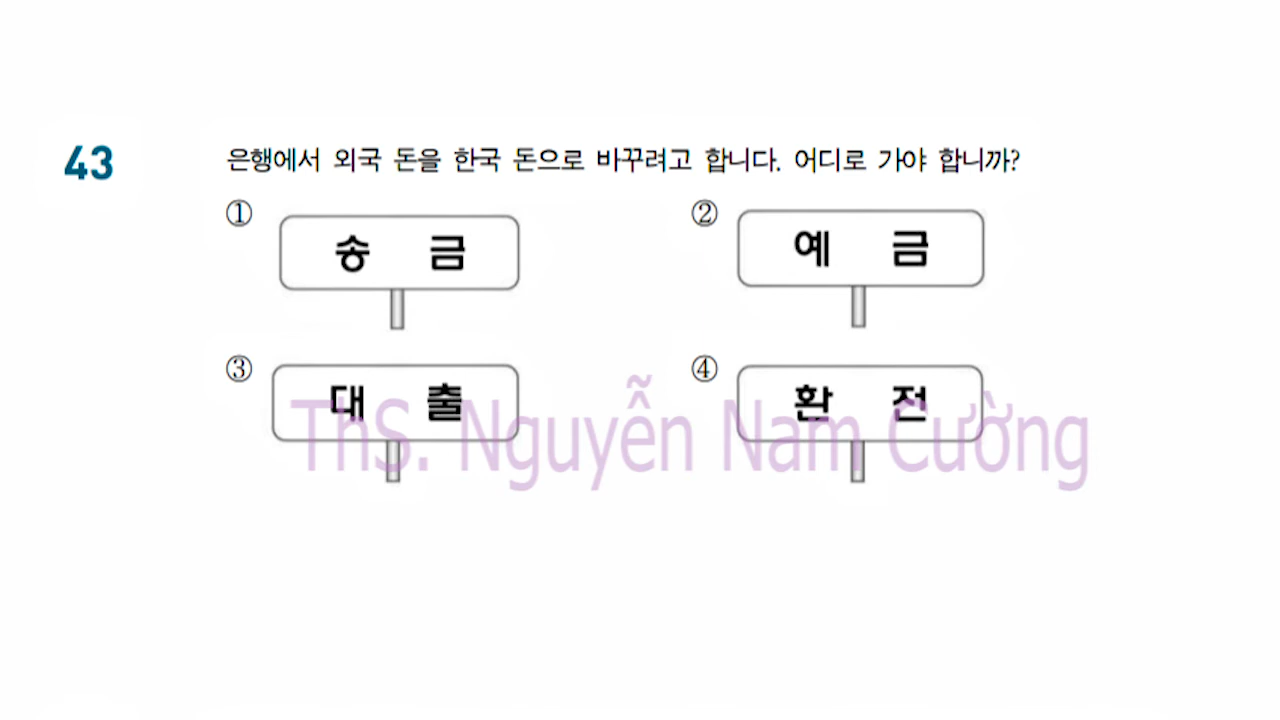 43 은행에서 외국 돈을 한국 돈으로 바꾸려고 합니다. 어디로 가야 합니까?
① 송 금
② 예 금
③ 대 출
④ 환 전
ThS. Nguyễn Nam Cường